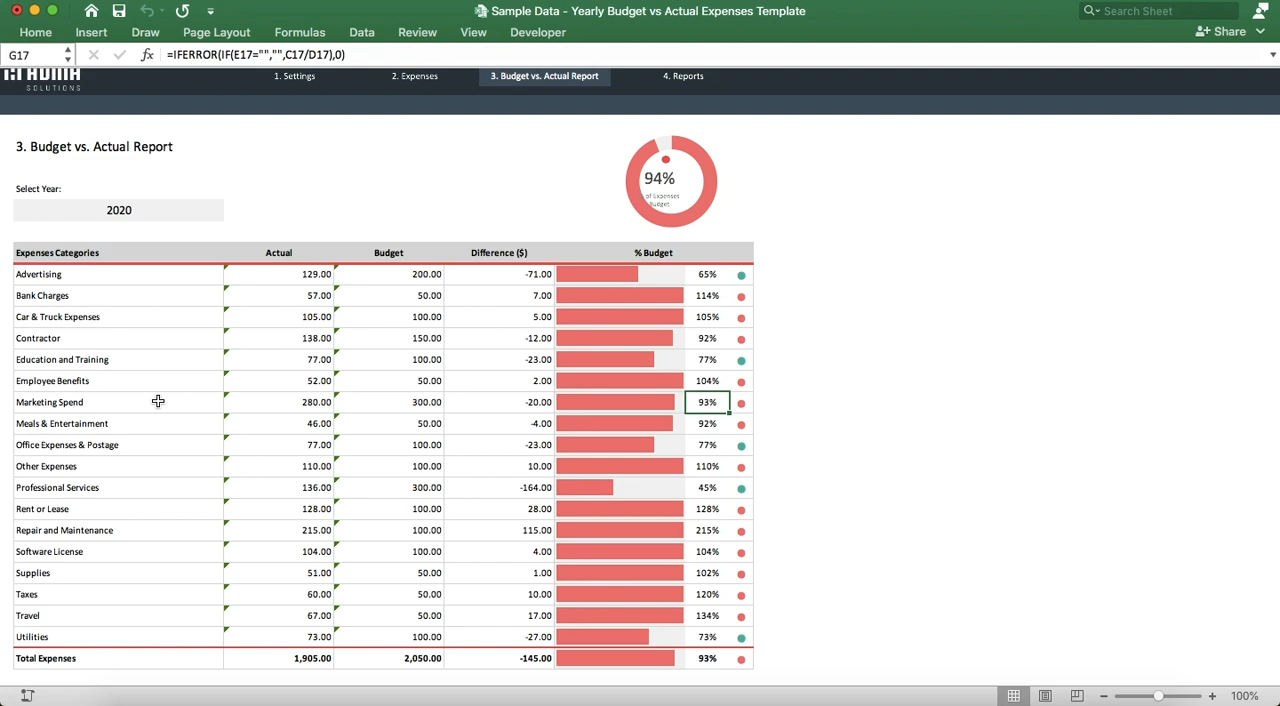 Sample Data - Yearly Budget vs Actual Expenses Template
Search Sheet
Home Insert Draw Page Layout Formulas Data Review View Developer
Share
G17 fx =IFERROR(IF(E17="","",C17/D17),0)
SOLUTIONS
1. Settings 2. Expenses 3. Budget vs. Actual Report 4. Reports
3. Budget vs. Actual Report
Select Year:
2020
94%
of Expenses
Budget
Expenses Categories Actual Budget Difference ($) % Budget
Advertising 129.00 200.00 -71.00 65%
Bank Charges 57.00 50.00 7.00 114%
Car & Truck Expenses 105.00 100.00 5.00 105%
Contractor 138.00 150.00 -12.00 92%
Education and Training 77.00 100.00 -23.00 77%
Employee Benefits 52.00 50.00 2.00 104%
Marketing Spend 280.00 300.00 -20.00 93%
Meals & Entertainment 46.00 50.00 -4.00 92%
Office Expenses & Postage 77.00 100.00 -23.00 77%
Other Expenses 110.00 100.00 10.00 110%
Professional Services 136.00 300.00 -164.00 45%
Rent or Lease 128.00 100.00 28.00 128%
Repair and Maintenance 215.00 100.00 115.00 215%
Software License 104.00 100.00 4.00 104%
Supplies 51.00 50.00 1.00 102%
Taxes 60.00 50.00 10.00 120%
Travel 67.00 50.00 17.00 134%
Utilities 73.00 100.00 -27.00 73%
Total Expenses 1,905.00 2,050.00 -145.00 93%
100%